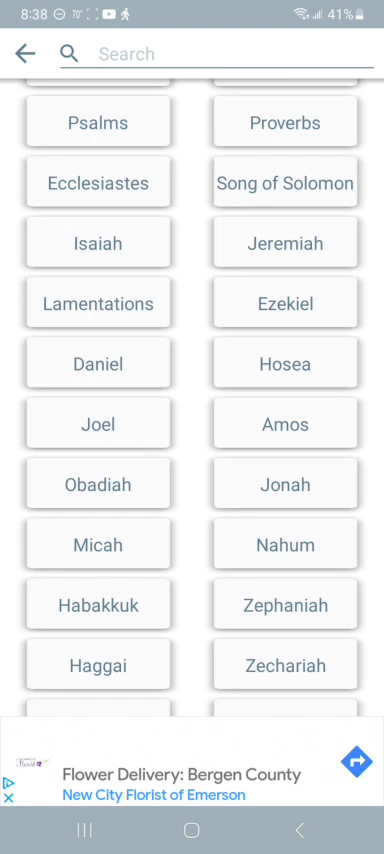 8:38 70° 41%
Search
Psalms Proverbs
Ecclesiastes Song of Solomon
Isaiah Jeremiah
Lamentations Ezekiel
Daniel Hosea
Joel Amos
Obadiah Jonah
Micah Nahum
Habakkuk Zephaniah
Haggai Zechariah
Florist
Flower Delivery: Bergen County
New City Florist of Emerson